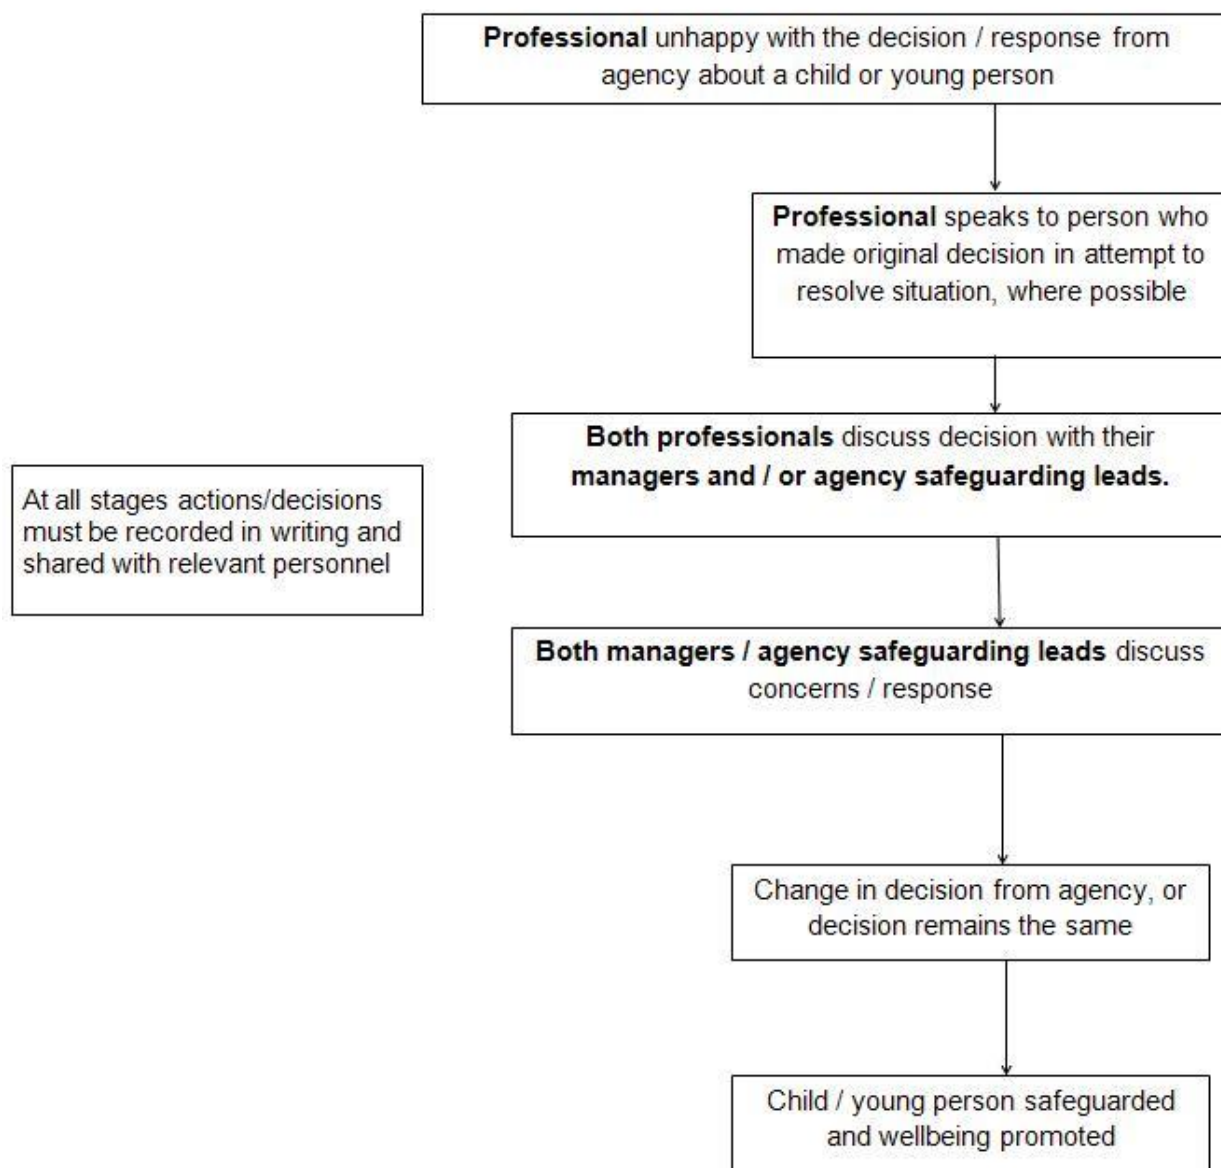 Professional unhappy with the decision / response from
agency about a child or young person
Professional speaks to person who
made original decision in attempt to
resolve situation, where possible
Both professionals discuss decision with their
managers and / or agency safeguarding leads.
At all stages actions/decisions
must be recorded in writing and
shared with relevant personnel
Both managers / agency safeguarding leads discuss
concerns / response
Change in decision from agency, or
decision remains the same
Child / young person safeguarded
and wellbeing promoted